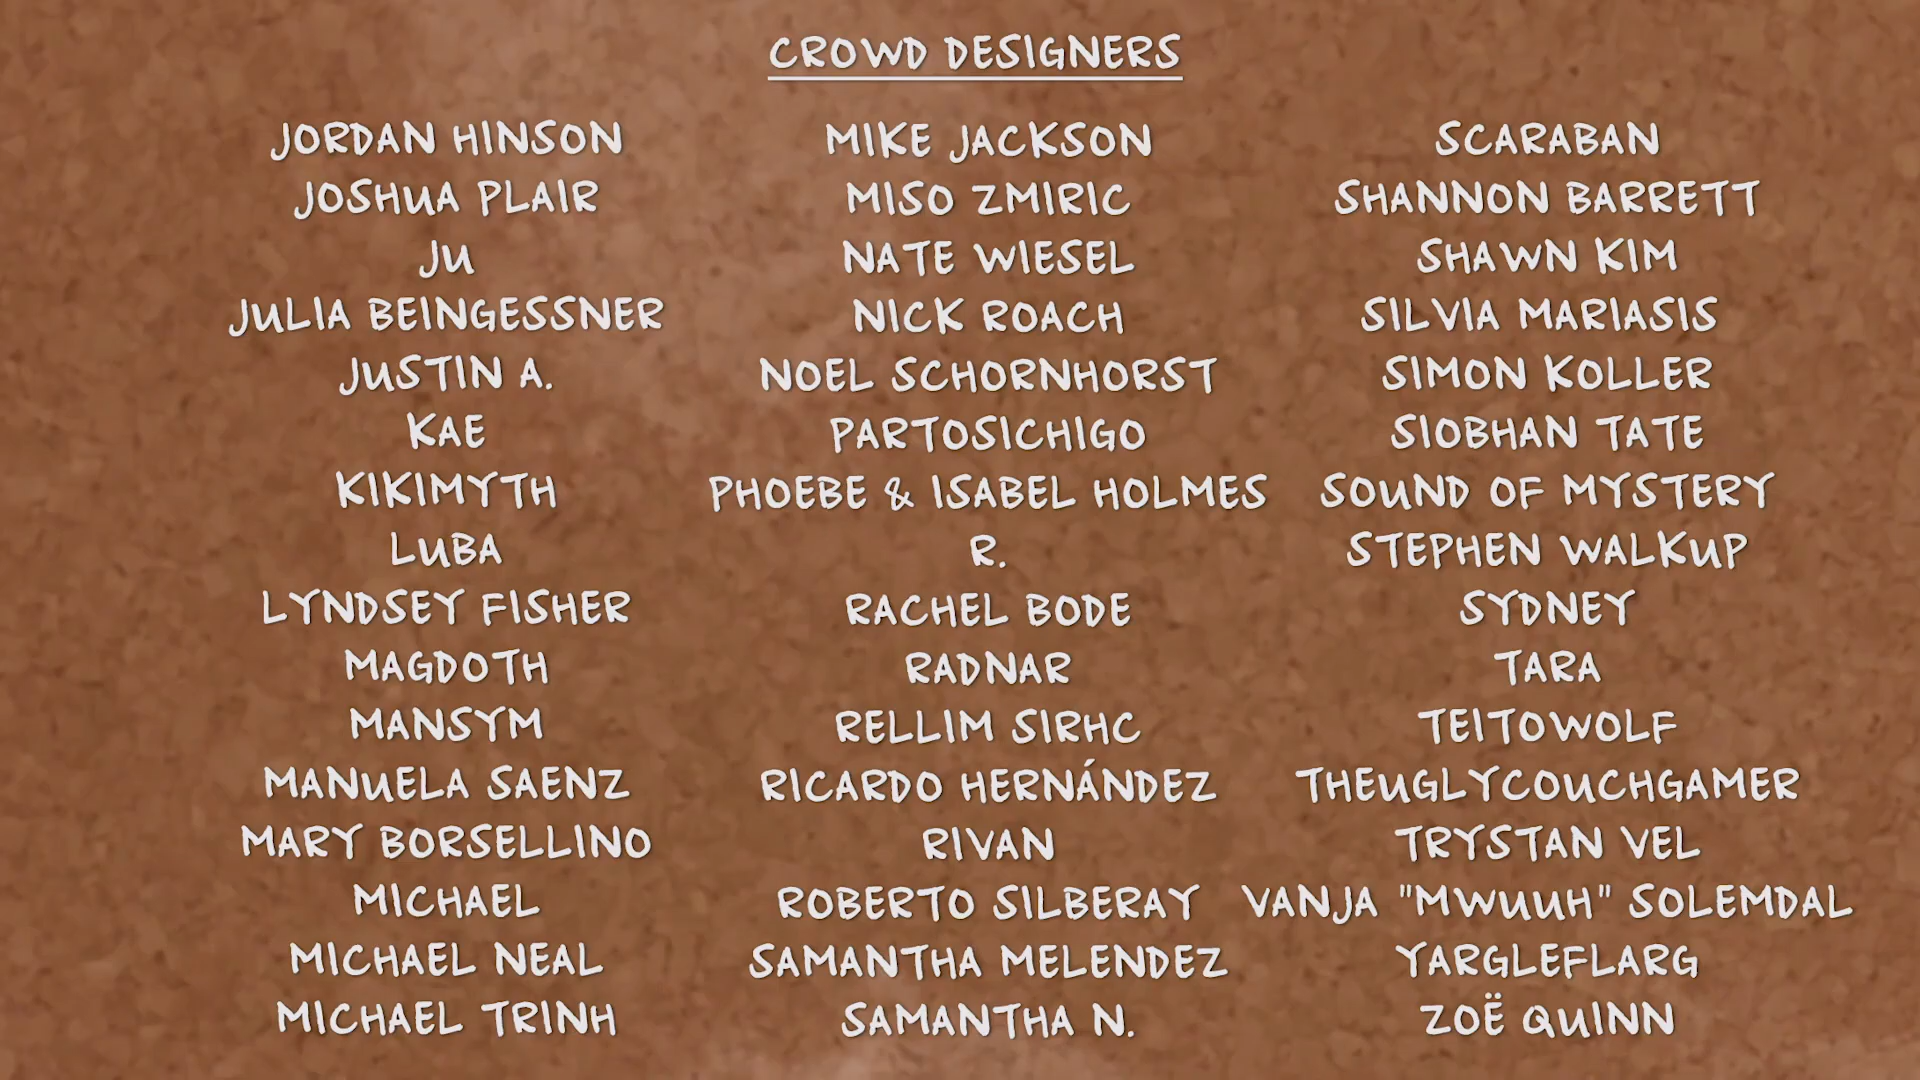 CROWD DESIGNERS
JORDAN HINSON
JOSHUA PLAIR
JU
JULIA BEINGESSNER
JUSTIN A.
KAE
KIKIMYTH
LUBA
LYNDSEY FISHER
MAGDOTH
MANSYM
MANUELA SAENZ
MARY BORSELLINO
MICHAEL
MICHAEL NEAL
MICHAEL TRINH
MIKE JACKSON
MISO ZMIRIC
NATE WIESEL
NICK ROACH
NOEL SCHORNHORST
PARTOSICHIGO
PHOEBE & ISABEL HOLMES
R.
RACHEL BODE
RADNAR
RELLIM SIRHC
RICARDO HERNÁNDEZ
RIVAN
ROBERTO SILBERAY
SAMANTHA MELENDEZ
SAMANTHA N.
SCARABAN
SHANNON BARRETT
SHAWN KIM
SILVIA MARIASIS
SIMON KOLLER
SIOBHAN TATE
SOUND OF MYSTERY
STEPHEN WALKUP
SYDNEY
TARA
TEITOWOLF
THEUGLYCOUCHGAMER
TRYSTAN VEL
VANJA "MWUUH" SOLEMDAL
YARGLEFLARG
ZOË QUINN